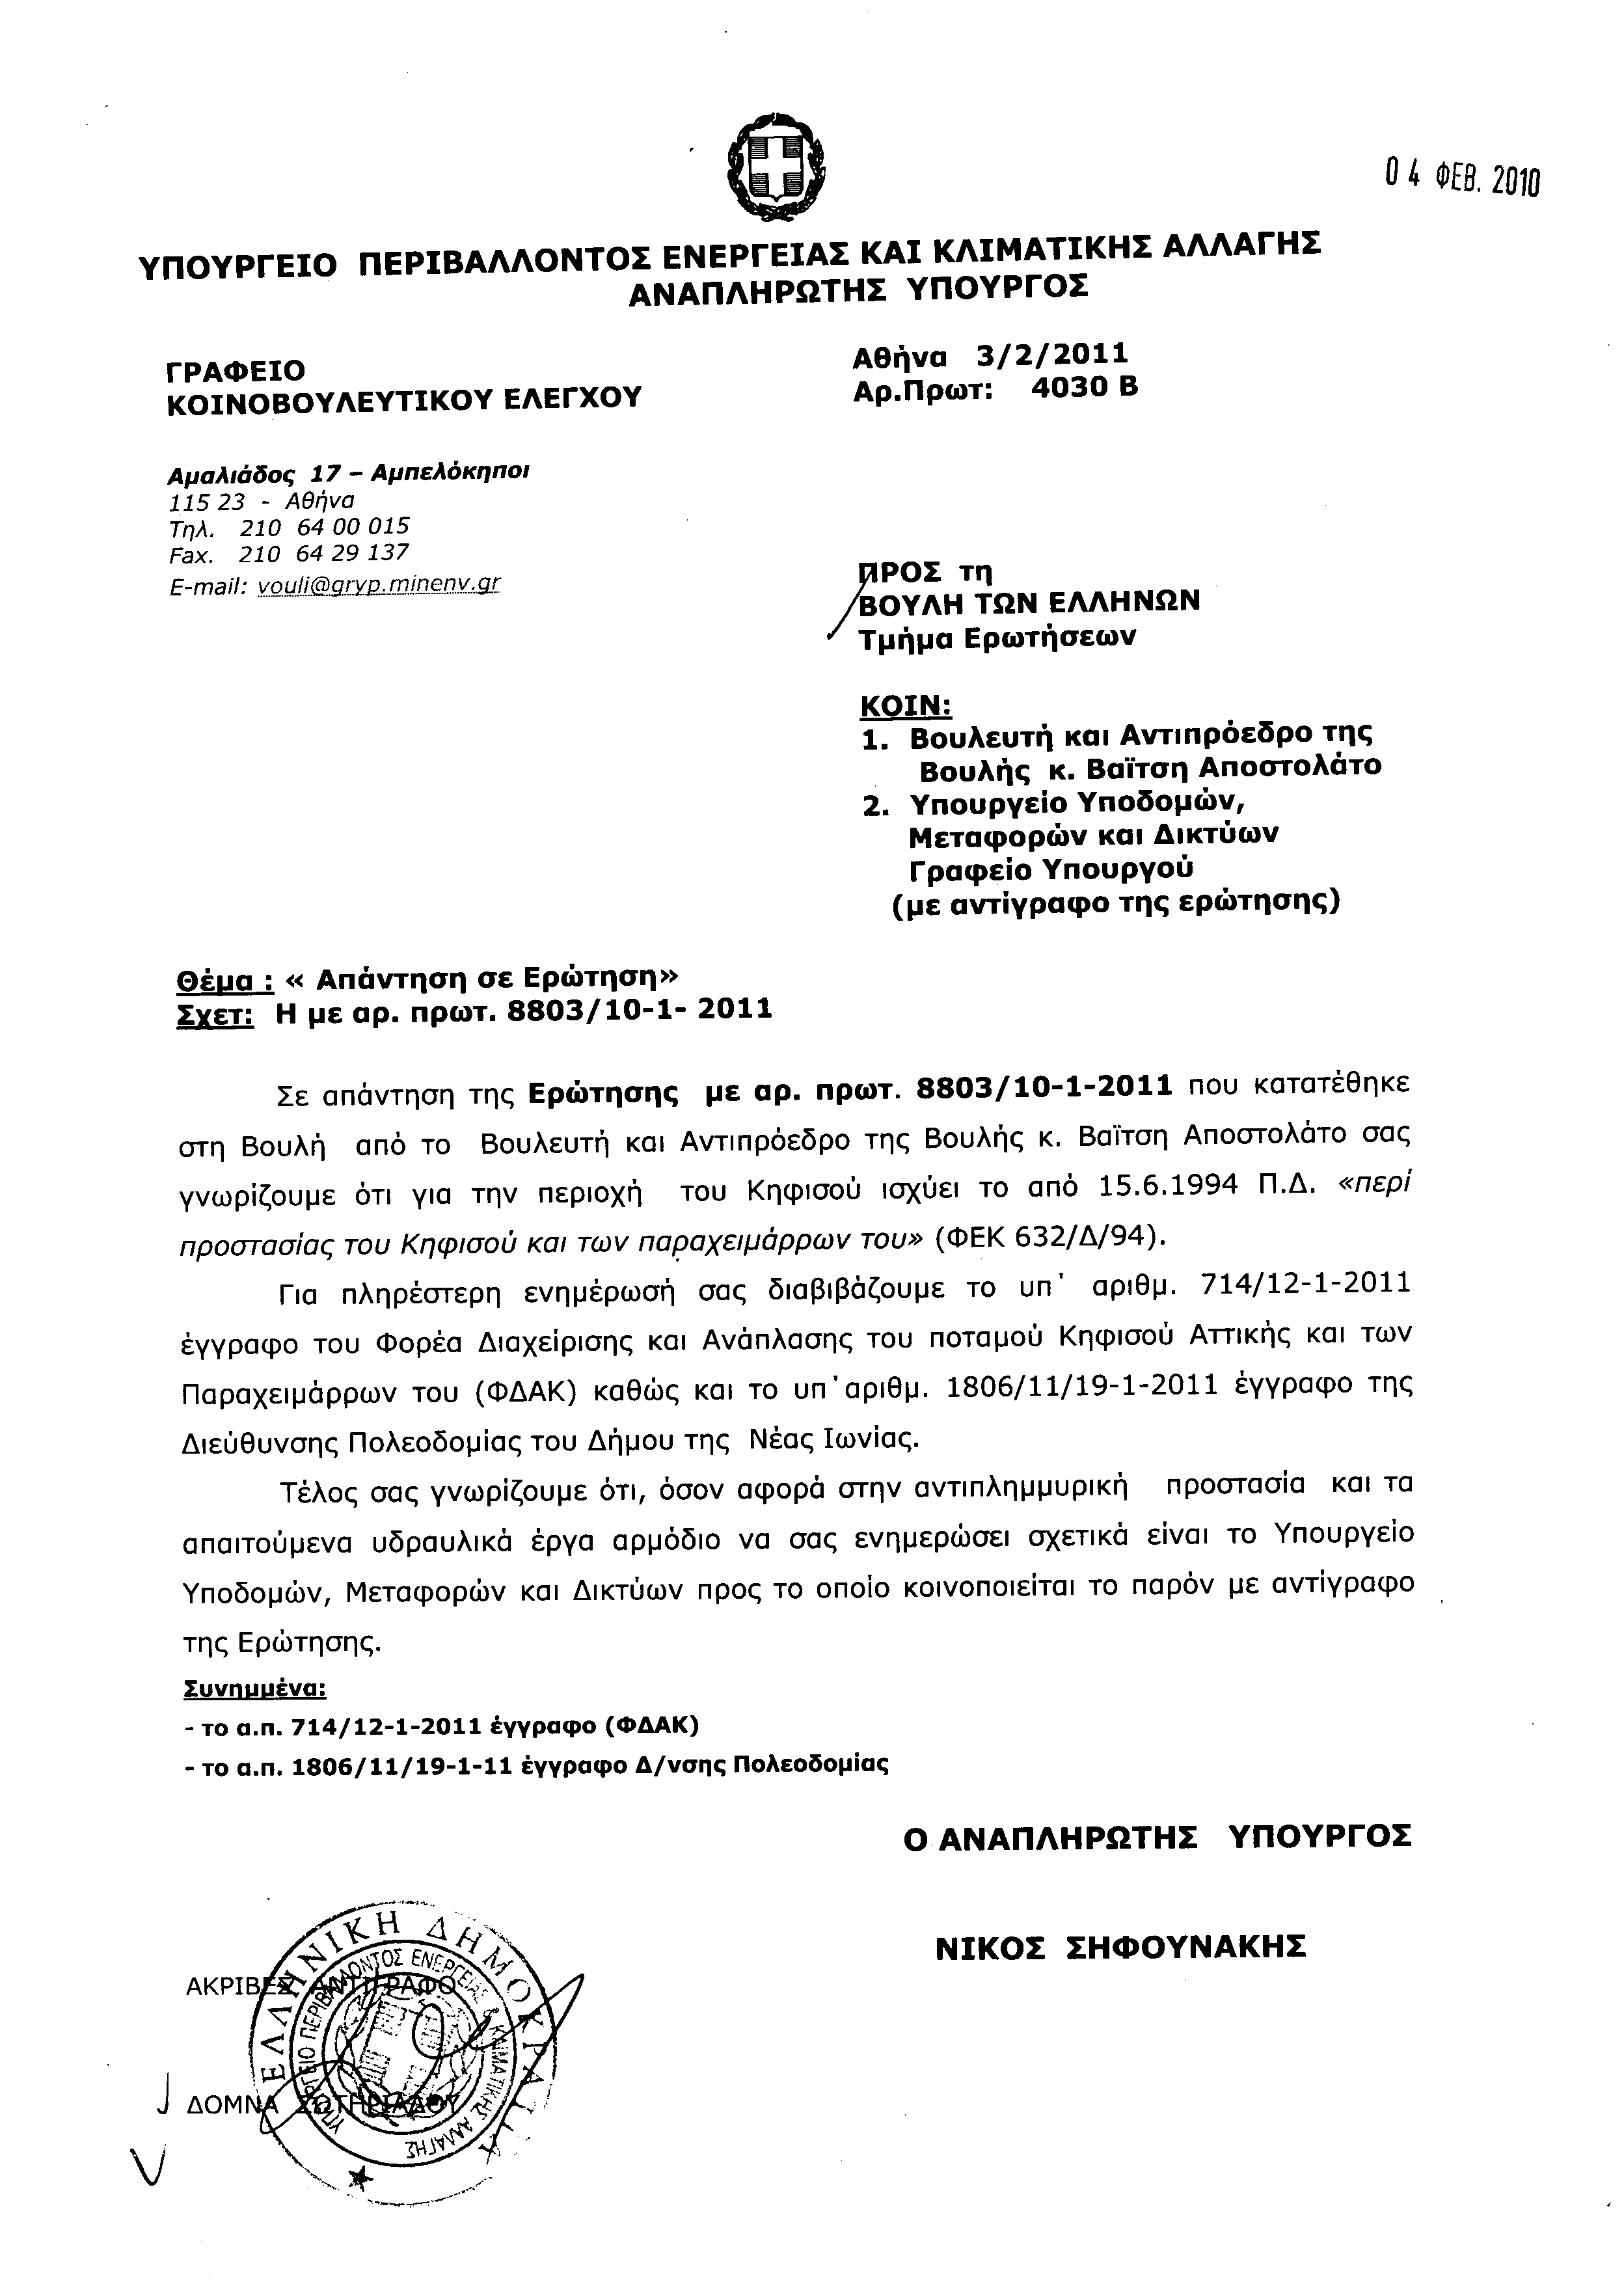 04 ΦΕΒ. 2010
ΥΠΟΥΡΓΕΙΟ ΠΕΡΙΒΑΛΛΟΝΤΟΣ ΕΝΕΡΓΕΙΑΣ ΚΑΙ ΚΛΙΜΑΤΙΚΗΣ ΑΛΛΑΓΗΣ
ΑΝΑΠΛΗΡΩΤΗΣ ΥΠΟΥΡΓΟΣ
ΓΡΑΦΕΙΟ
ΚΟΙΝΟΒΟΥΛΕΥΤΙΚΟΥ ΕΛΕΓΧΟΥ
Αθήνα 3/2/2011
Αρ.Πρωτ: 4030 Β
Αμαλιάδος 17 – Αμπελόκηποι
115 23 - Αθήνα
Τηλ. 210 64 00 015
Fax. 210 64 29 137
E-mail: vouli@gryp.minenv.gr
ΠΡΟΣ τη
ΒΟΥΛΗ ΤΩΝ ΕΛΛΗΝΩΝ
Τμήμα Ερωτήσεων
ΚΟΙΝ:
1. Βουλευτή και Αντιπρόεδρο της
Βουλής κ. Βαϊτση Αποστολάτο
2. Υπουργείο Υποδομών,
Μεταφορών και Δικτύων
Γραφείο Υπουργού
(με αντίγραφο της ερώτησης)
Θέμα : « Απάντηση σε Ερώτηση»
Σχετ: Η με αρ. πρωτ. 8803/10-1- 2011
Σε απάντηση της Ερώτησης με αρ. πρωτ. 8803/10-1-2011 που κατατέθηκε
στη Βουλή από το Βουλευτή και Αντιπρόεδρο της Βουλής κ. Βαϊτση Αποστολάτο σας
γνωρίζουμε ότι για την περιοχή του Κηφισού ισχύει το από 15.6.1994 Π.Δ. «περί
προστασίας του Κηφισού και των παραχειμάρρων του» (ΦΕΚ 632/Δ/94).
Για πληρέστερη ενημέρωσή σας διαβιβάζουμε το υπ' αριθμ. 714/12-1-2011
έγγραφο του Φορέα Διαχείρισης και Ανάπλασης του ποταμού Κηφισού Αττικής και των
Παραχειμάρρων του (ΦΔΑΚ) καθώς και το υπ'αριθμ. 1806/11/19-1-2011 έγγραφο της
Διεύθυνσης Πολεοδομίας του Δήμου της Νέας Ιωνίας.
Τέλος σας γνωρίζουμε ότι, όσον αφορά στην αντιπλημμυρική προστασία και τα
απαιτούμενα υδραυλικά έργα αρμόδιο να σας ενημερώσει σχετικά είναι το Υπουργείο
Υποδομών, Μεταφορών και Δικτύων προς το οποίο κοινοποιείται το παρόν με αντίγραφο
της Ερώτησης.
Συνημμένα:
- το α.π. 714/12-1-2011 έγγραφο (ΦΔΑΚ)
- το α.π. 1806/11/19-1-11 έγγραφο Δ/νσης Πολεοδομίας
Ο ΑΝΑΠΛΗΡΩΤΗΣ ΥΠΟΥΡΓΟΣ
ΝΙΚΟΣ ΣΗΦΟΥΝΑΚΗΣ
ΑΚΡΙΒΕΣ ΑΝΤΙΓΡΑΦΟ
ΔΟΜΝΑ ΣΩΤΗΡΙΑΔΟΥ
ΕΛΛΗΝΙΚΗ ΔΗΜΟΚΡΑΤΙΑ
ΥΠΟΥΡΓΕΙΟ ΠΕΡΙΒΑΛΛΟΝΤΟΣ ΕΝΕΡΓΕΙΑΣ & ΚΛΙΜΑΤΙΚΗΣ ΑΛΛΑΓΗΣ